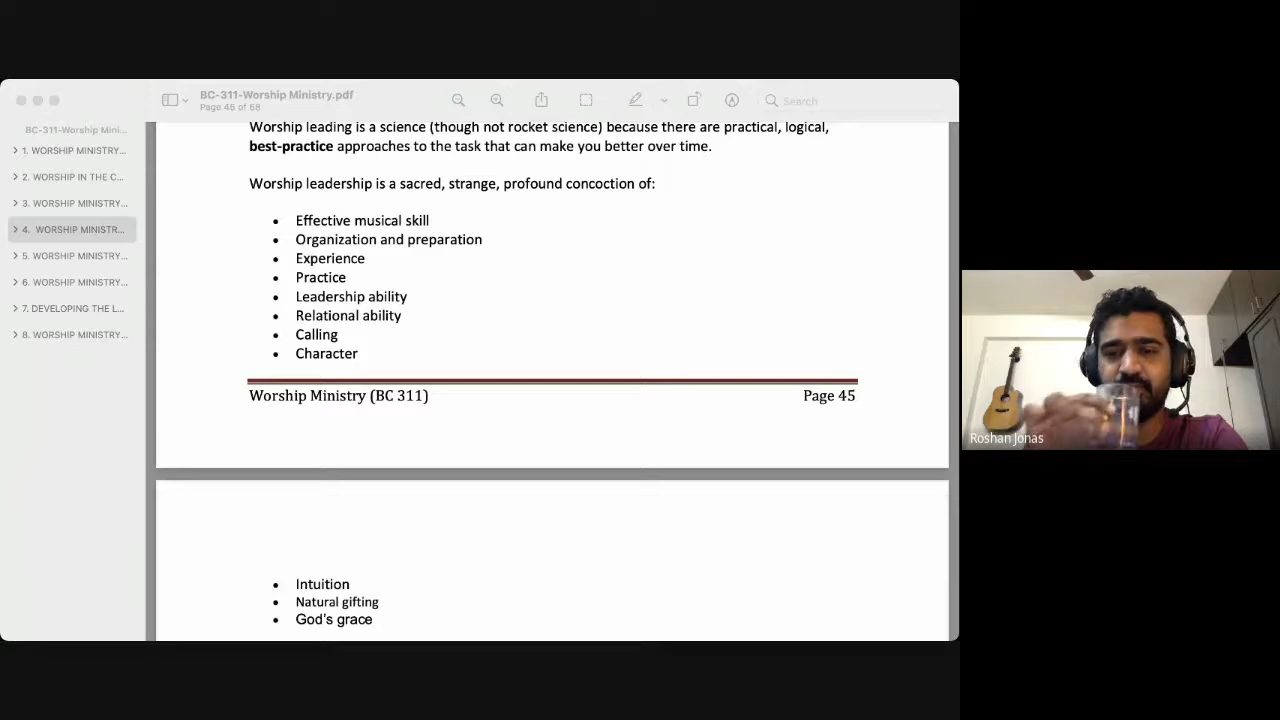 BC-311-Worship Ministry.pdf
Page 45 of 68
Search
BC-311-Worship Mini...
1. WORSHIP MINISTRY...
2. WORSHIP IN THE C...
3. WORSHIP MINISTRY...
4. WORSHIP MINISTR...
5. WORSHIP MINISTRY...
6. WORSHIP MINISTRY...
7. DEVELOPING THE L...
8. WORSHIP MINISTRY...
Worship leading is a science (though not rocket science) because there are practical, logical,
best-practice approaches to the task that can make you better over time.
Worship leadership is a sacred, strange, profound concoction of:
• Effective musical skill
• Organization and preparation
• Experience
• Practice
• Leadership ability
• Relational ability
• Calling
• Character
Worship Ministry (BC 311) Page 45
• Intuition
• Natural gifting
• God's grace
Roshan Jonas